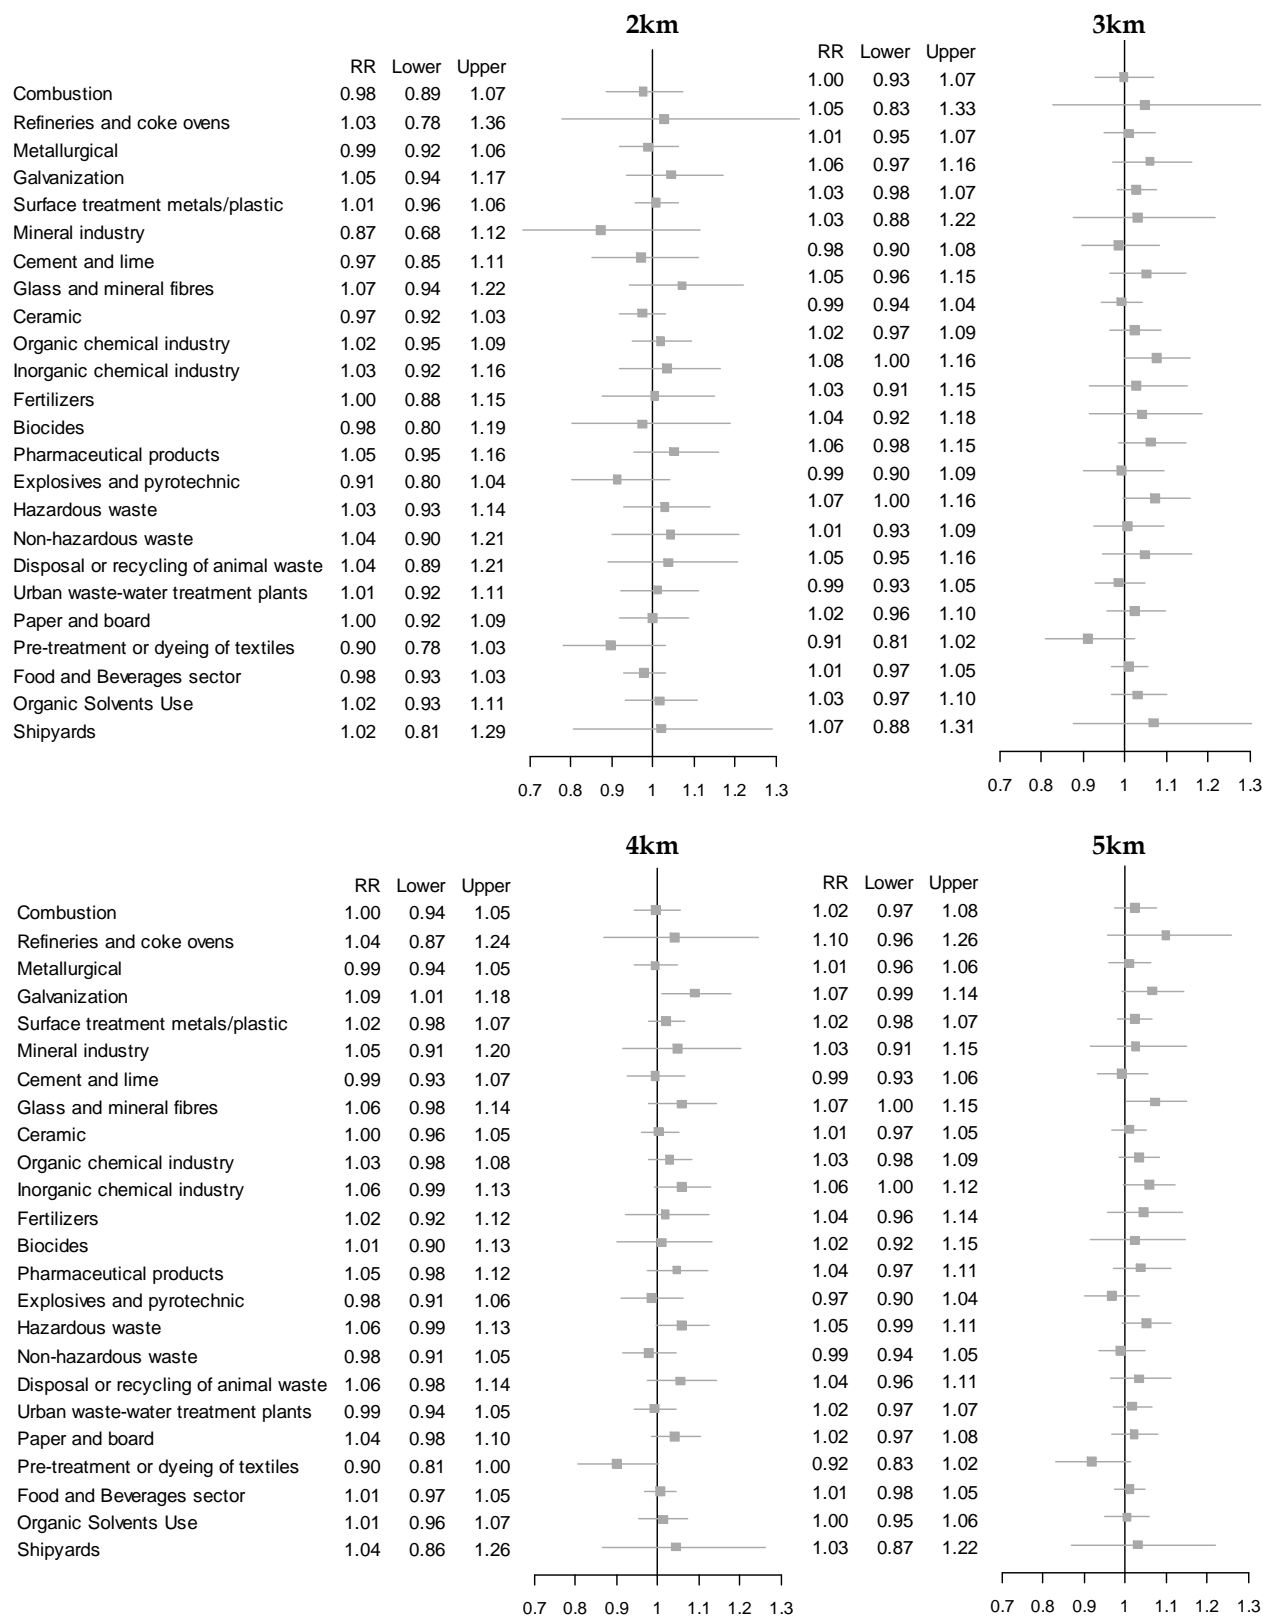 2km
3km
RR Lower Upper
RR Lower Upper
Combustion 0.98 0.89 1.07 1.00 0.93 1.07
Refineries and coke ovens 1.03 0.78 1.36 1.05 0.83 1.33
Metallurgical 0.99 0.92 1.06 1.01 0.95 1.07
Galvanization 1.05 0.94 1.17 1.06 0.97 1.16
Surface treatment metals/plastic 1.01 0.96 1.06 1.03 0.98 1.07
Mineral industry 0.87 0.68 1.12 1.03 0.88 1.22
Cement and lime 0.97 0.85 1.11 0.98 0.90 1.08
Glass and mineral fibres 1.07 0.94 1.22 1.05 0.96 1.15
Ceramic 0.97 0.92 1.03 0.99 0.94 1.04
Organic chemical industry 1.02 0.95 1.09 1.02 0.97 1.09
Inorganic chemical industry 1.03 0.92 1.16 1.08 1.00 1.16
Fertilizers 1.00 0.88 1.15 1.03 0.91 1.15
Biocides 0.98 0.80 1.19 1.04 0.92 1.18
Pharmaceutical products 1.05 0.95 1.16 1.06 0.98 1.15
Explosives and pyrotechnic 0.91 0.80 1.04 0.99 0.90 1.09
Hazardous waste 1.03 0.93 1.14 1.07 1.00 1.16
Non-hazardous waste 1.04 0.90 1.21 1.01 0.93 1.09
Disposal or recycling of animal waste 1.04 0.89 1.21 1.05 0.95 1.16
Urban waste-water treatment plants 1.01 0.92 1.11 0.99 0.93 1.05
Paper and board 1.00 0.92 1.09 1.02 0.96 1.10
Pre-treatment or dyeing of textiles 0.90 0.78 1.03 0.91 0.81 1.02
Food and Beverages sector 0.98 0.93 1.03 1.01 0.97 1.05
Organic Solvents Use 1.02 0.93 1.11 1.03 0.97 1.10
Shipyards 1.02 0.81 1.29 1.07 0.88 1.31
0.7 0.8 0.9 1 1.1 1.2 1.3
0.7 0.8 0.9 1 1.1 1.2 1.3
4km
5km
RR Lower Upper
RR Lower Upper
Combustion 1.00 0.94 1.05 1.02 0.97 1.08
Refineries and coke ovens 1.04 0.87 1.24 1.10 0.96 1.26
Metallurgical 0.99 0.94 1.05 1.01 0.96 1.06
Galvanization 1.09 1.01 1.18 1.07 0.99 1.14
Surface treatment metals/plastic 1.02 0.98 1.07 1.02 0.98 1.07
Mineral industry 1.05 0.91 1.20 1.03 0.91 1.15
Cement and lime 0.99 0.93 1.07 0.99 0.93 1.06
Glass and mineral fibres 1.06 0.98 1.14 1.07 1.00 1.15
Ceramic 1.00 0.96 1.05 1.01 0.97 1.05
Organic chemical industry 1.03 0.98 1.08 1.03 0.98 1.09
Inorganic chemical industry 1.06 0.99 1.13 1.06 1.00 1.12
Fertilizers 1.02 0.92 1.12 1.04 0.96 1.14
Biocides 1.01 0.90 1.13 1.02 0.92 1.15
Pharmaceutical products 1.05 0.98 1.12 1.04 0.97 1.11
Explosives and pyrotechnic 0.98 0.91 1.06 0.97 0.90 1.04
Hazardous waste 1.06 0.99 1.13 1.05 0.99 1.11
Non-hazardous waste 0.98 0.91 1.05 0.99 0.94 1.05
Disposal or recycling of animal waste 1.06 0.98 1.14 1.04 0.96 1.11
Urban waste-water treatment plants 0.99 0.94 1.05 1.02 0.97 1.07
Paper and board 1.04 0.98 1.10 1.02 0.97 1.08
Pre-treatment or dyeing of textiles 0.90 0.81 1.00 0.92 0.83 1.02
Food and Beverages sector 1.01 0.97 1.05 1.01 0.98 1.05
Organic Solvents Use 1.01 0.96 1.07 1.00 0.95 1.06
Shipyards 1.04 0.86 1.26 1.03 0.87 1.22
0.7 0.8 0.9 1 1.1 1.2 1.3
0.7 0.8 0.9 1 1.1 1.2 1.3